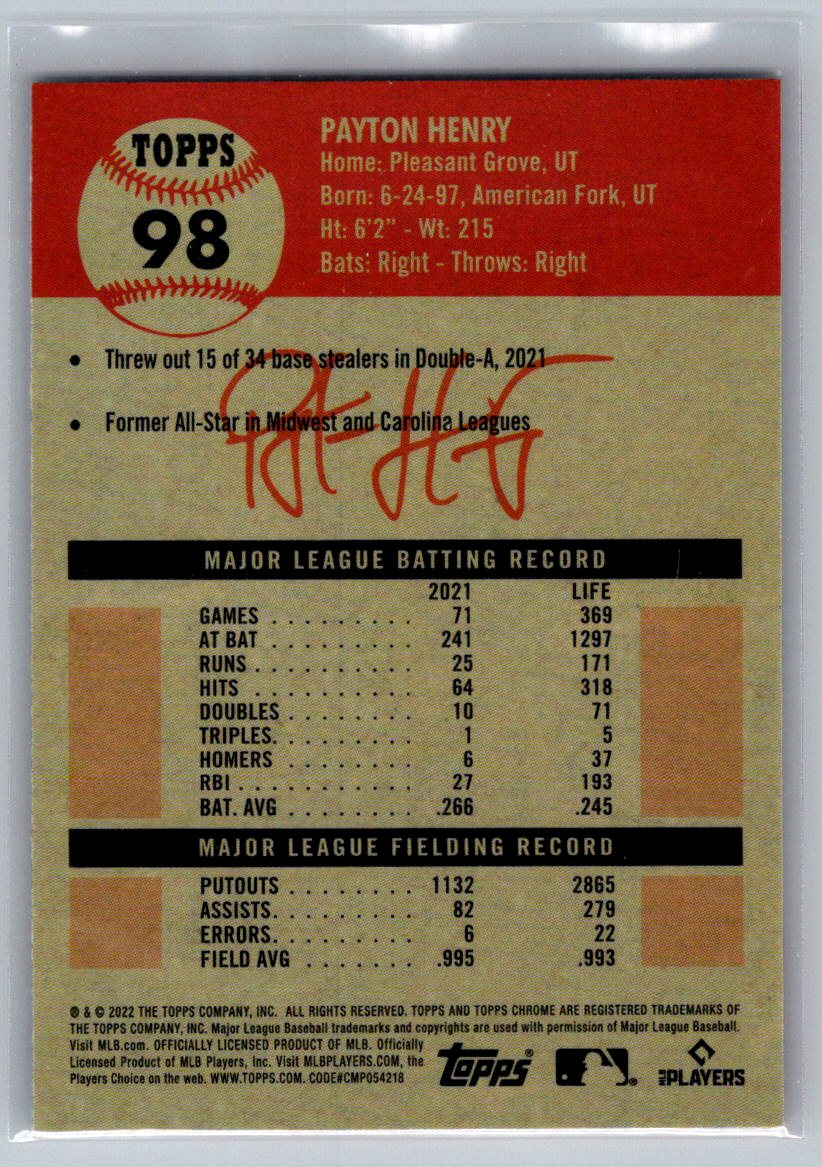 TOPPS
98
PAYTON HENRY
Home: Pleasant Grove, UT
Born: 6-24-97, American Fork, UT
Ht: 6'2" - Wt: 215
Bats: Right - Throws: Right
• Threw out 15 of 34 base stealers in Double-A, 2021
• Former All-Star in Midwest and Carolina Leagues
MAJOR LEAGUE BATTING RECORD
2021 LIFE
GAMES . . . . . . . . . 71 369
AT BAT . . . . . . . . . 241 1297
RUNS . . . . . . . . . . 25 171
HITS . . . . . . . . . . 64 318
DOUBLES . . . . . . . . 10 71
TRIPLES. . . . . . . . . 1 5
HOMERS . . . . . . . . 6 37
RBI . . . . . . . . . . . 27 193
BAT. AVG . . . . . . . . .266 .245
MAJOR LEAGUE FIELDING RECORD
PUTOUTS . . . . . . . . 1132 2865
ASSISTS. . . . . . . . . 82 279
ERRORS. . . . . . . . . 6 22
FIELD AVG . . . . . . . .995 .993
® & © 2022 THE TOPPS COMPANY, INC. ALL RIGHTS RESERVED. TOPPS AND TOPPS CHROME ARE REGISTERED TRADEMARKS OF
THE TOPPS COMPANY, INC. Major League Baseball trademarks and copyrights are used with permission of Major League Baseball.
Visit MLB.com. OFFICIALLY LICENSED PRODUCT OF MLB. Officially
Licensed Product of MLB Players, Inc. Visit MLBPLAYERS.COM, the
Players Choice on the web. WWW.TOPPS.COM. CODE#CMP054218
topps®
MLB PLAYERS